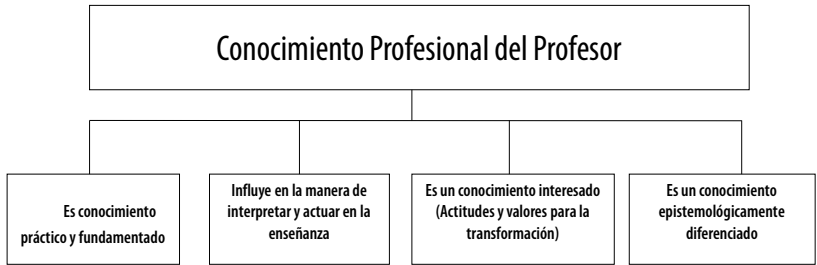 Conocimiento Profesional del Profesor
Es conocimiento
práctico y fundamentado
Influye en la manera de
interpretar y actuar en la
enseñanza
Es un conocimiento interesado
(Actitudes y valores para la
transformación)
Es un conocimiento
epistemológicamente
diferenciado